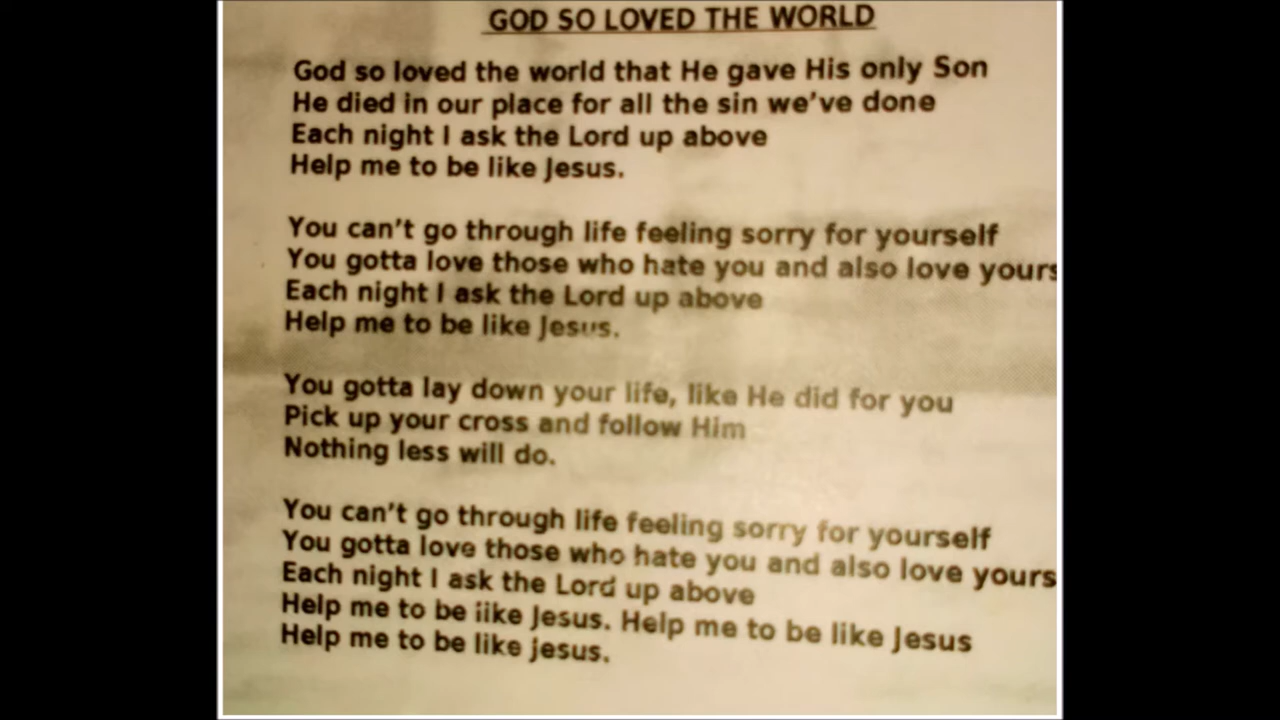 GOD SO LOVED THE WORLD
God so loved the world that He gave His only Son
He died in our place for all the sin we've done
Each night I ask the Lord up above
Help me to be like Jesus.
You can't go through life feeling sorry for yourself
You gotta love those who hate you and also love yours
Each night I ask the Lord up above
Help me to be like Jesus.
You gotta lay down your life, like He did for you
Pick up your cross and follow Him
Nothing less will do.
You can't go through life feeling sorry for yourself
You gotta love those who hate you and also love yours
Each night I ask the Lord up above
Help me to be iike Jesus. Help me to be like Jesus
Help me to be like jesus.